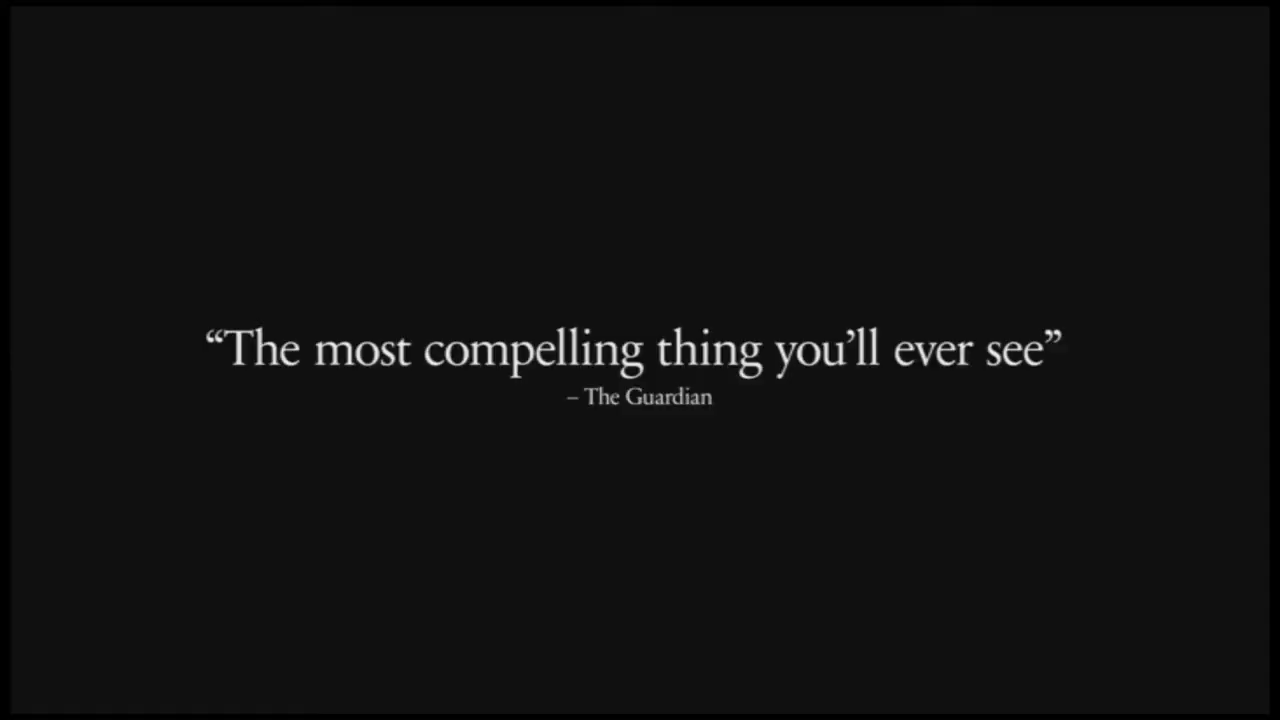 “The most compelling thing you’ll ever see”
– The Guardian